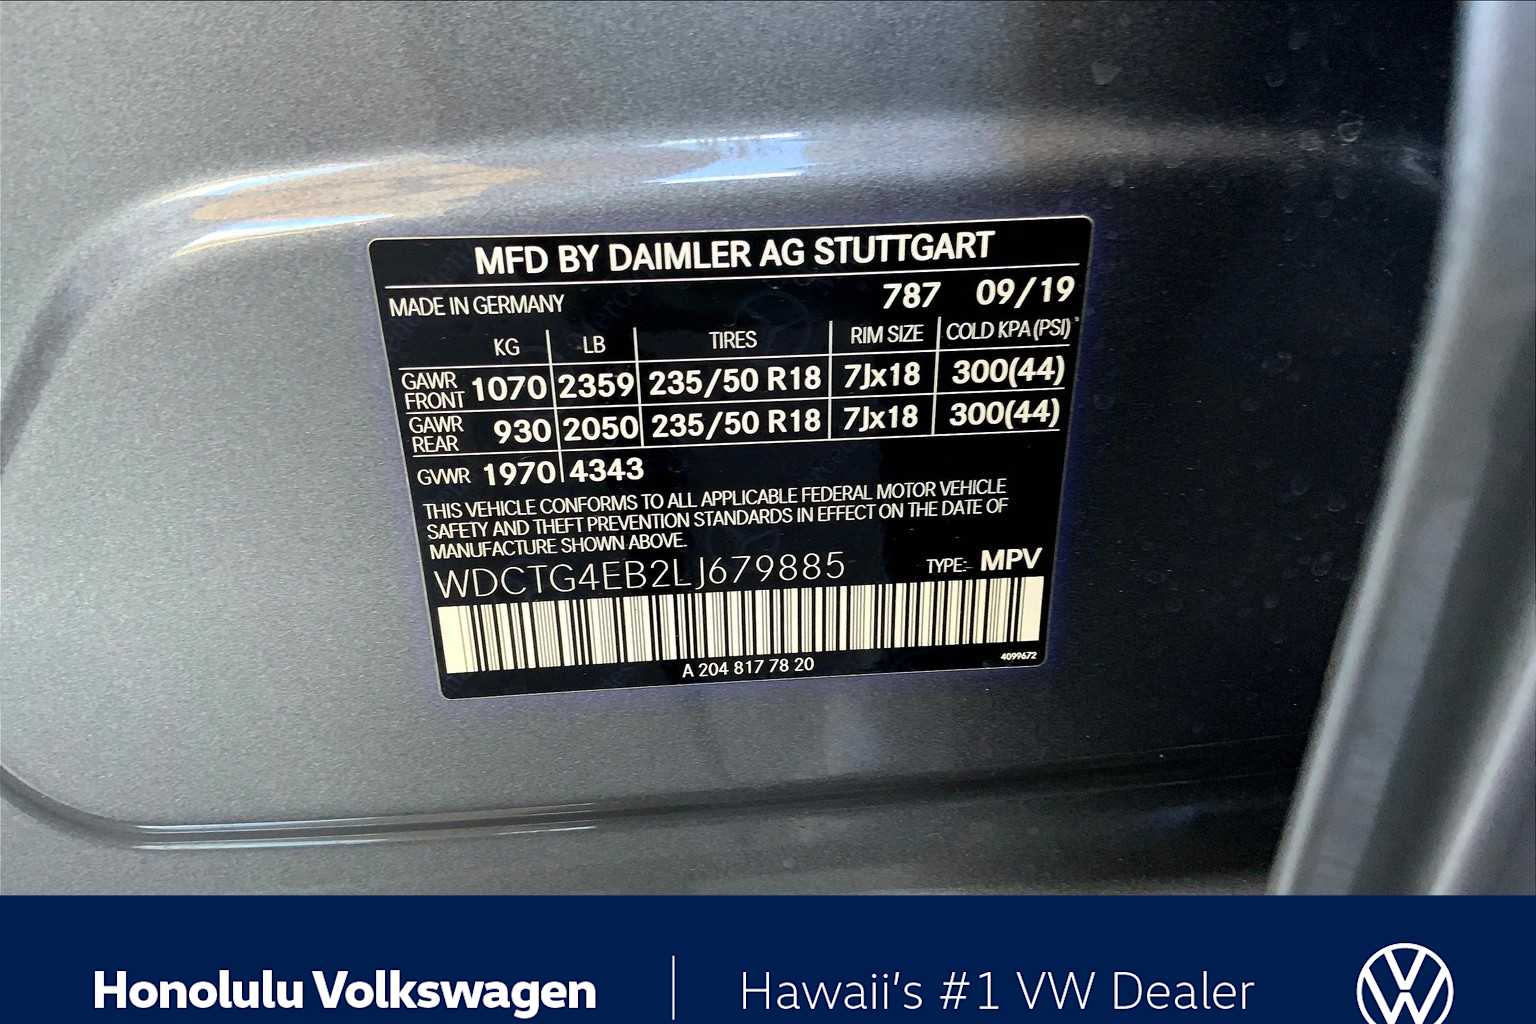 MFD BY DAIMLER AG STUTTGART
MADE IN GERMANY 787 09/19
KG LB TIRES RIM SIZE COLD KPA(PSI)
GAWR FRONT 1070 2359 235/50 R18 7Jx18 300(44)
GAWR REAR 930 2050 235/50 R18 7Jx18 300(44)
GVWR 1970 4343
THIS VEHICLE CONFORMS TO ALL APPLICABLE FEDERAL MOTOR VEHICLE
SAFETY AND THEFT PREVENTION STANDARDS IN EFFECT ON THE DATE OF
MANUFACTURE SHOWN ABOVE.
WDCTG4EB2LJ679885 TYPE:- MPV
A 204 817 78 20 4099672
Honolulu Volkswagen Hawaii's #1 VW Dealer